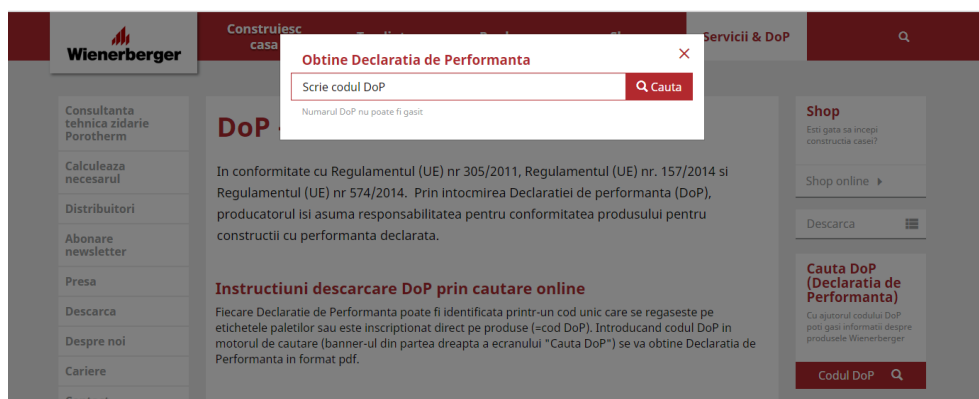 Wienerberger
Construiesc
casa
Servicii & DoP
Obtine Declaratia de Performanta
Scrie codul DoP
Cauta
Numarul DoP nu poate fi gasit
Consultanta
tehnica zidarie
Porotherm
Calculeaza
necesarul
Distribuitori
Abonare
newsletter
Presa
Descarca
Despre noi
Cariere
DoP
In conformitate cu Regulamentul (UE) nr 305/2011, Regulamentul (UE) nr. 157/2014 si
Regulamentul (UE) nr 574/2014. Prin intocmirea Declaratiei de performanta (DoP),
producatorul isi asuma responsabilitatea pentru conformitatea produsului pentru
constructii cu performanta declarata.
Instructiuni descarcare DoP prin cautare online
Fiecare Declaratie de Performanta poate fi identificata printr-un cod unic care se regaseste pe
etichetele paletilor sau este inscriptionat direct pe produse (=cod DoP). Introducand codul DoP in
motorul de cautare (banner-ul din partea dreapta a ecranului "Cauta DoP") se va obtine Declaratia de
Performanta in format pdf.
Shop
Esti gata sa incepi
constructia casei?
Shop online
Descarca
Cauta DoP
(Declaratia de
Performanta)
Cu ajutorul codului DoP
poti gasi informatii despre
produsele Wienerberger
Codul DoP